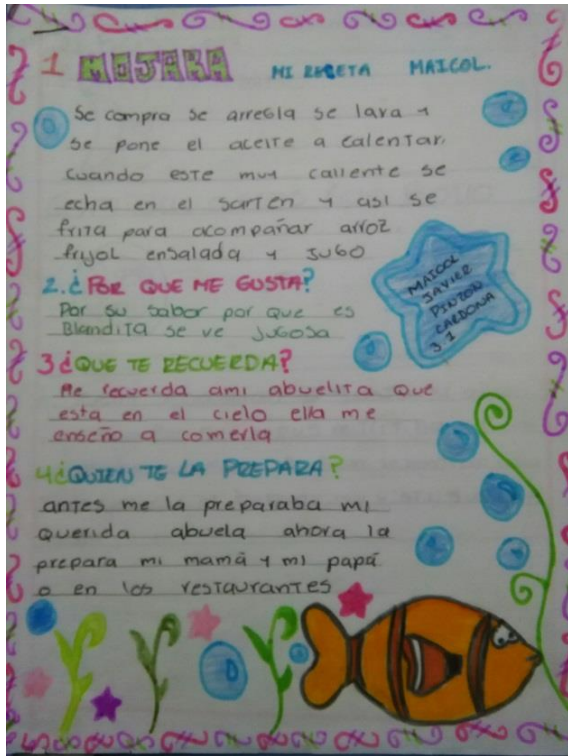 1 MOJARA MI RECETA MAICOL.
Se compra se arregla se lava y
se pone el aceite a calentar,
cuando este muy caliente se
echa en el sarten y asi se
frita para acompañar arroz
frijol ensalada y JUGO
MAICOL
JAVIER
PINTON
CARDONA
3.1
2.¿POR QUE ME GUSTA?
Por su sabor por que es
Blandita se ve JUGOSa
3¿QUE TE RECUERDA?
Me recuerda ami abuelita que
esta en el cielo ella me
enseño a comerla
4¿QUIEN TE LA PREPARA?
antes me la preparaba mi
querida abuela ahora la
prepara mi mamá y mi papá
o en los restaurantes